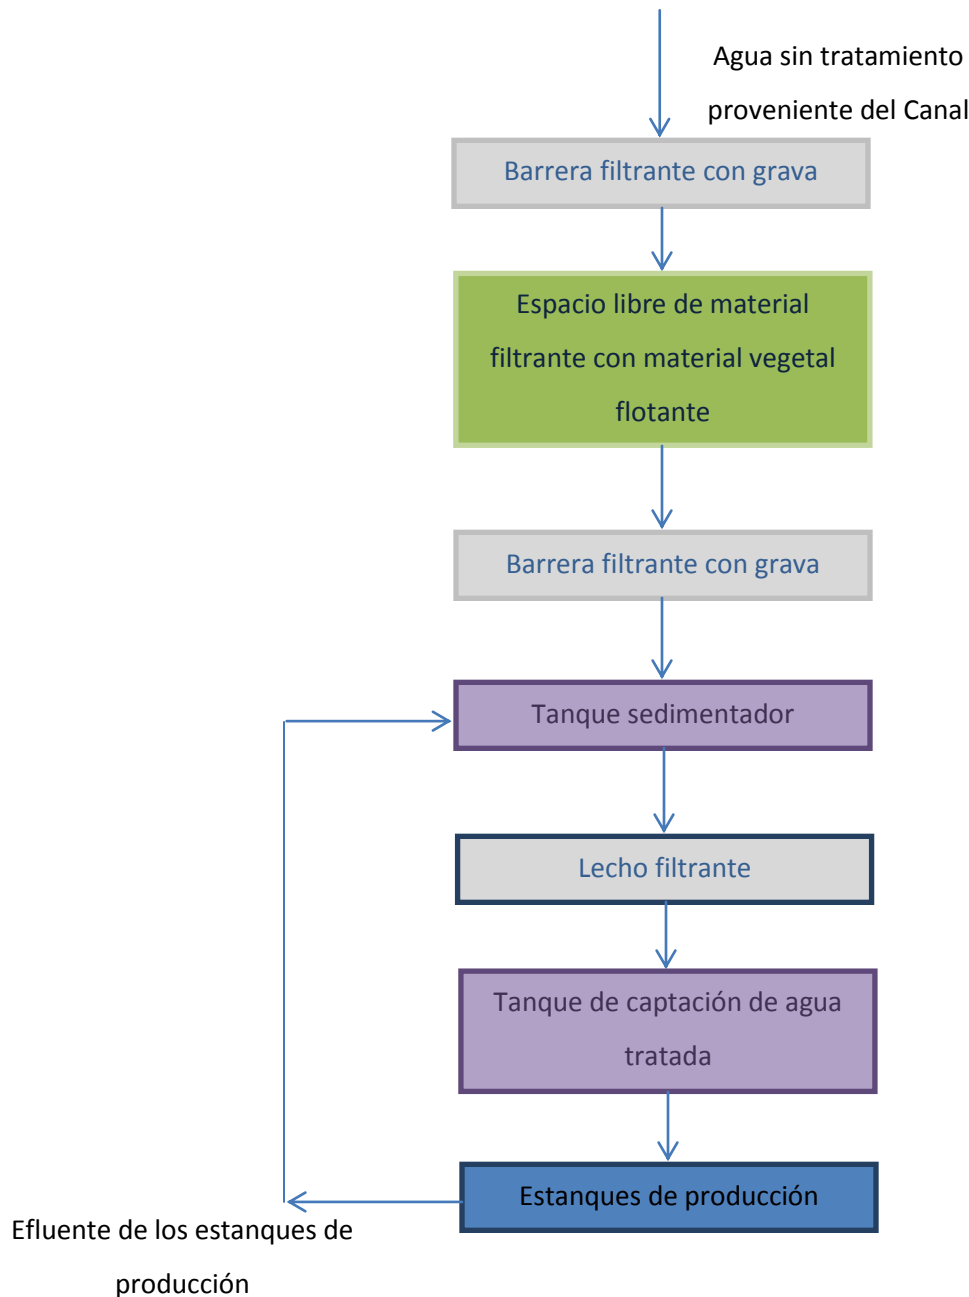 Agua sin tratamiento
proveniente del Canal
Barrera filtrante con grava
Espacio libre de material
filtrante con material vegetal
flotante
Barrera filtrante con grava
Tanque sedimentador
Lecho filtrante
Tanque de captación de agua
tratada
Estanques de producción
Efluente de los estanques de
producción